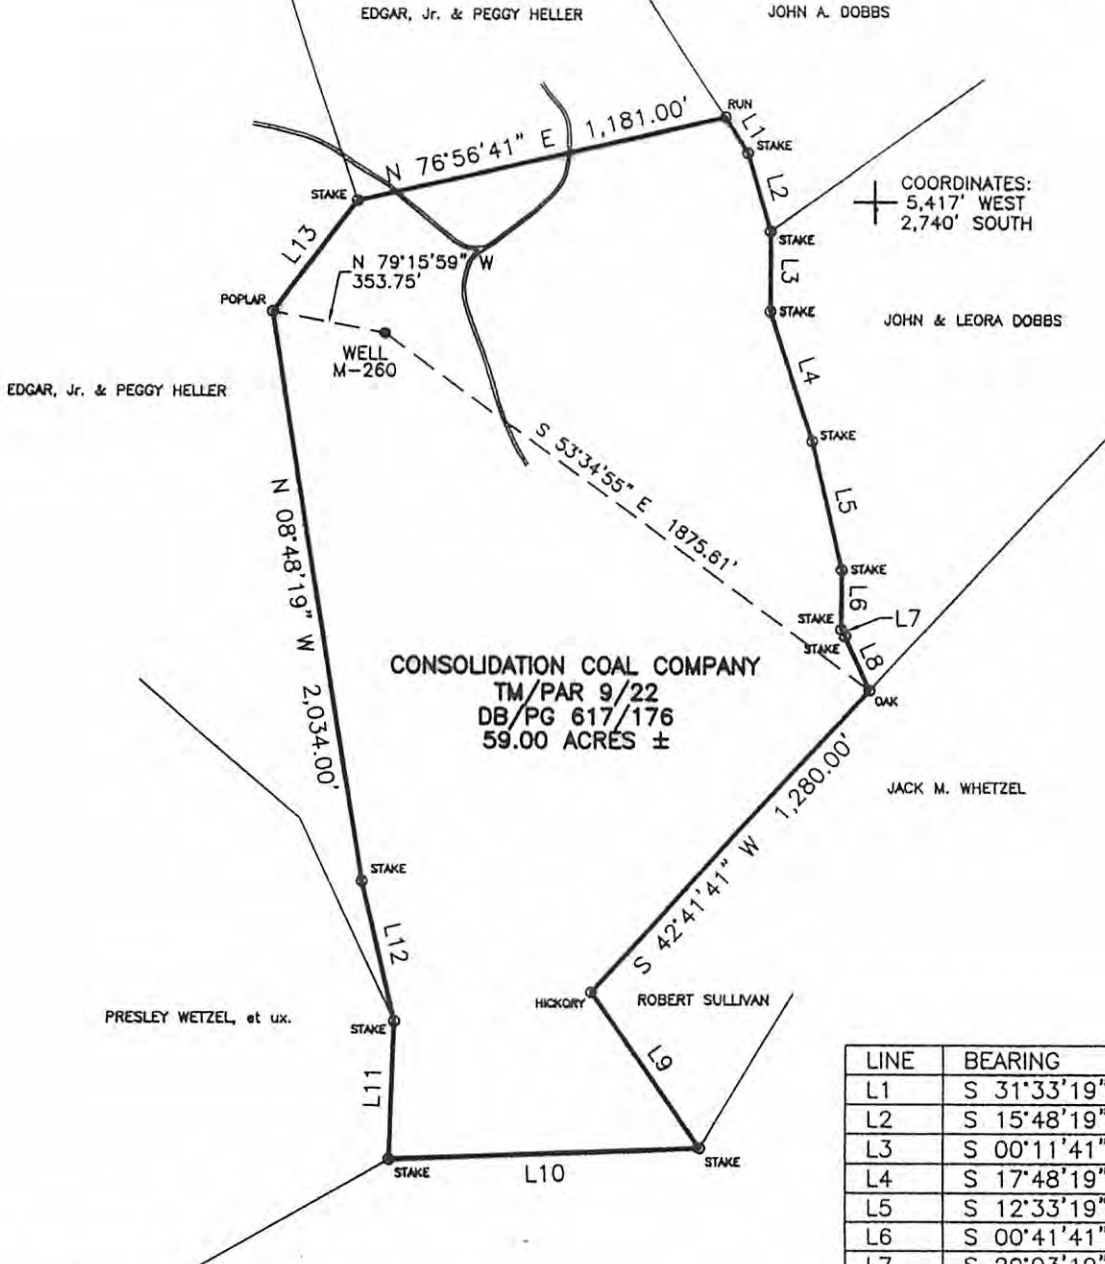 EDGAR, Jr. & PEGGY HELLER
JOHN A. DOBBS
RUN
L1
STAKE
N 76°56'41" E 1,181.00'
L2
STAKE
COORDINATES:
5,417' WEST
2,740' SOUTH
STAKE
L13
N 79°15'59" W
353.75'
L3
POPLAR
STAKE
JOHN & LEORA DOBBS
WELL
M-260
EDGAR, Jr. & PEGGY HELLER
L4
STAKE
S 53°34'55" E 1875.61'
L5
N 08°48'19" W 2,034.00'
STAKE
L6
STAKE
L7
STAKE
L8
OAK
CONSOLIDATION COAL COMPANY
TM/PAR 9/22
DB/PG 617/176
59.00 ACRES ±
JACK M. WHETZEL
S 42°41'41" W 1,280.00'
STAKE
L12
HICKORY
ROBERT SULLIVAN
PRESLEY WETZEL, et ux.
STAKE
L9
L11
STAKE
L10
STAKE
LINE BEARING
L1 S 31°33'19"
L2 S 15°48'19"
L3 S 00°11'41"
L4 S 17°48'19"
L5 S 12°33'19"
L6 S 00°41'41"
L7